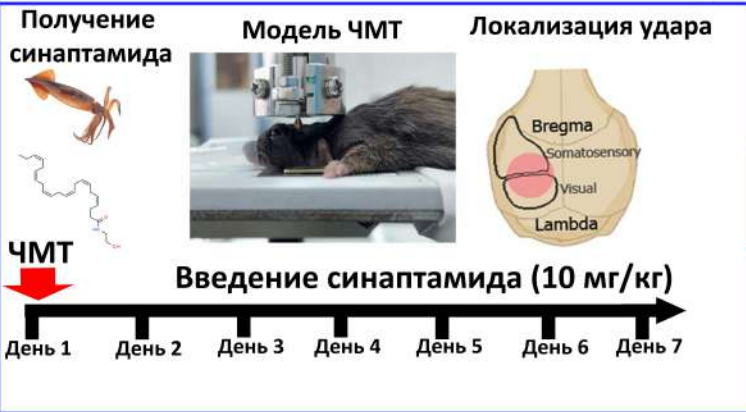 Получение
синаптамида
Модель ЧМТ
Локализация удара
Bregma
Somatosensory
Visual
Lambda
ЧМТ
Введение синаптамида (10 мг/кг)
День 1 День 2 День 3 День 4 День 5 День 6 День 7